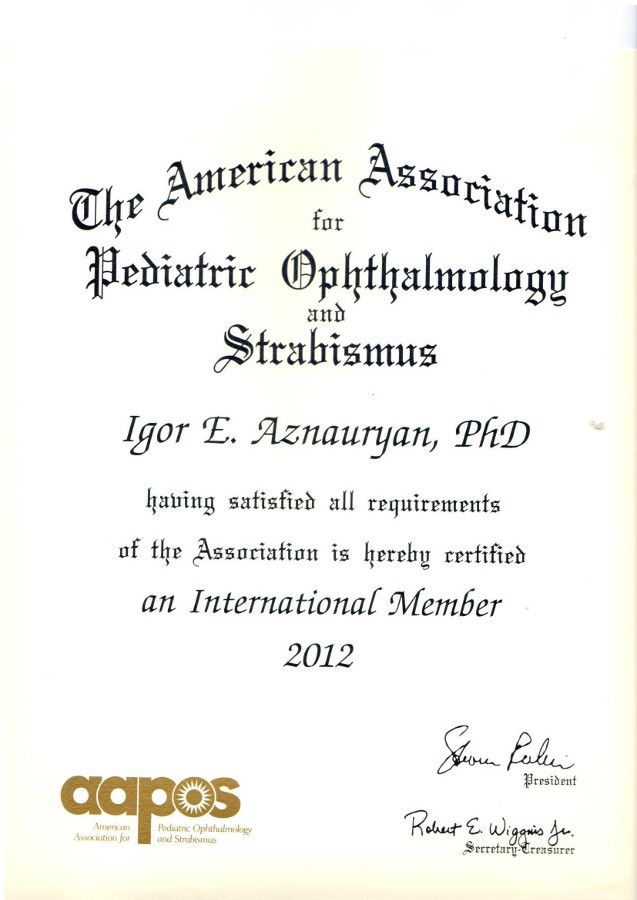 The American Association
for
Pediatric Ophthalmology
and
Strabismus
Igor E. Aznauryan, PhD
having satisfied all requirements
of the Association is hereby certified
an International Member
2012
President
Robert E. Wiggins Jr.
Secretary-Treasurer
aapos
American
Association for
Pediatric Ophthalmology
and Strabismus